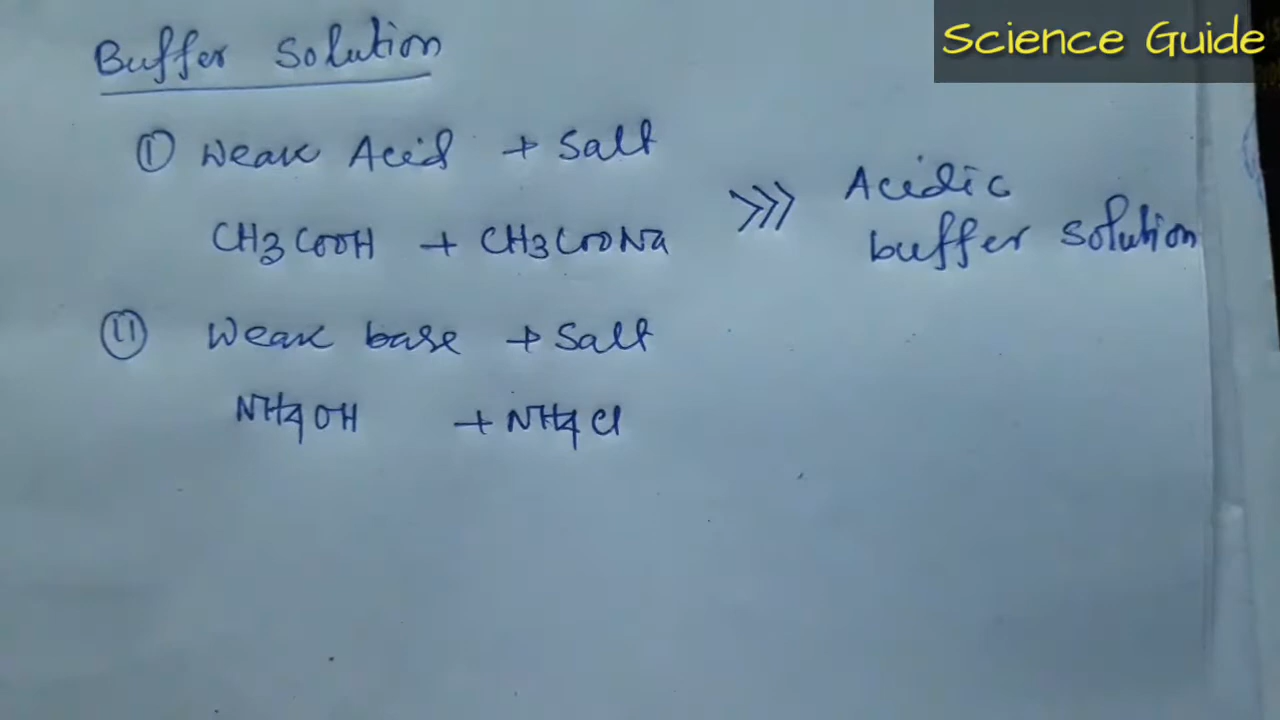 Science Guide
Buffer Solution
① Weak Acid + Salt
CH3COOH + CH3COONa >>> Acidic
buffer solution
(II) Weak base + Salt
NH4OH + NH4Cl